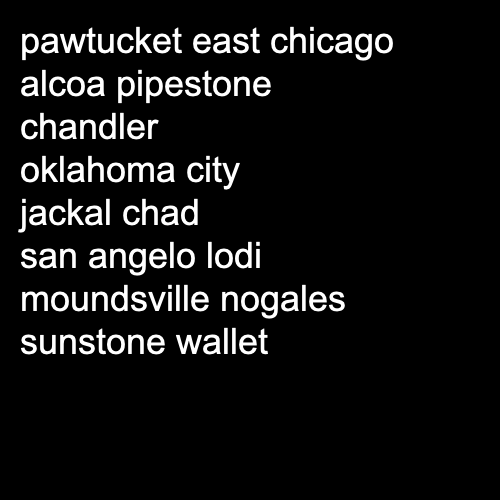 pawtucket east chicago
alcoa pipestone
chandler
oklahoma city
jackal chad
san angelo lodi
moundsville nogales
sunstone wallet